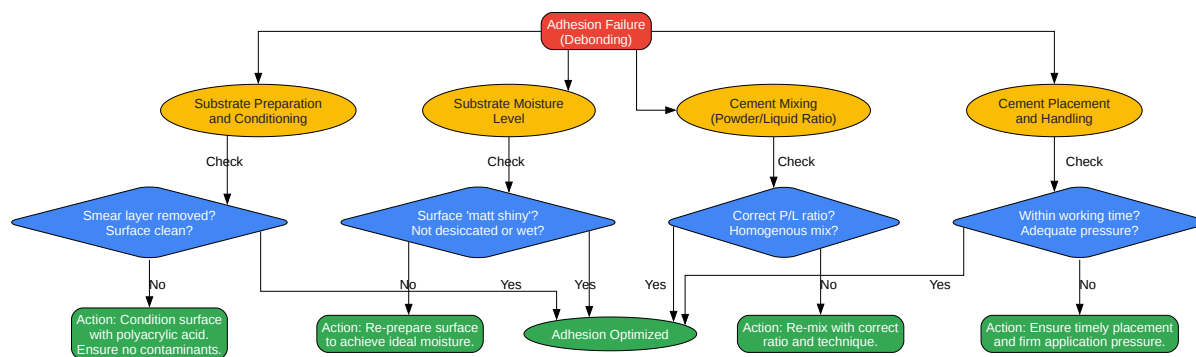 Adhesion Failure
(Debonding)
Substrate Preparation
and Conditioning
Substrate Moisture
Level
Cement Mixing
(Powder/Liquid Ratio)
Cement Placement
and Handling
Check
Check
Check
Check
Smear layer removed?
Surface clean?
Surface 'matt shiny'?
Not desiccated or wet?
Correct P/L ratio?
Homogenous mix?
Within working time?
Adequate pressure?
No
No
Yes
Yes
Yes
No
Yes
No
Action: Condition surface
with polyacrylic acid.
Ensure no contaminants.
Action: Re-prepare surface
to achieve ideal moisture.
Adhesion Optimized
Action: Re-mix with correct
ratio and technique.
Action: Ensure timely placement
and firm application pressure.